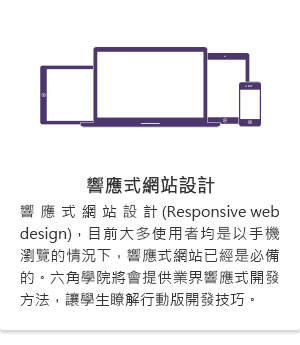 響應式網站設計
響應式網站設計(Responsive web
design)，目前大多使用者均是以手機
瀏覽的情況下，響應式網站已經是必備
的。六角學院將會提供業界響應式開發
方法，讓學生瞭解行動版開發技巧。